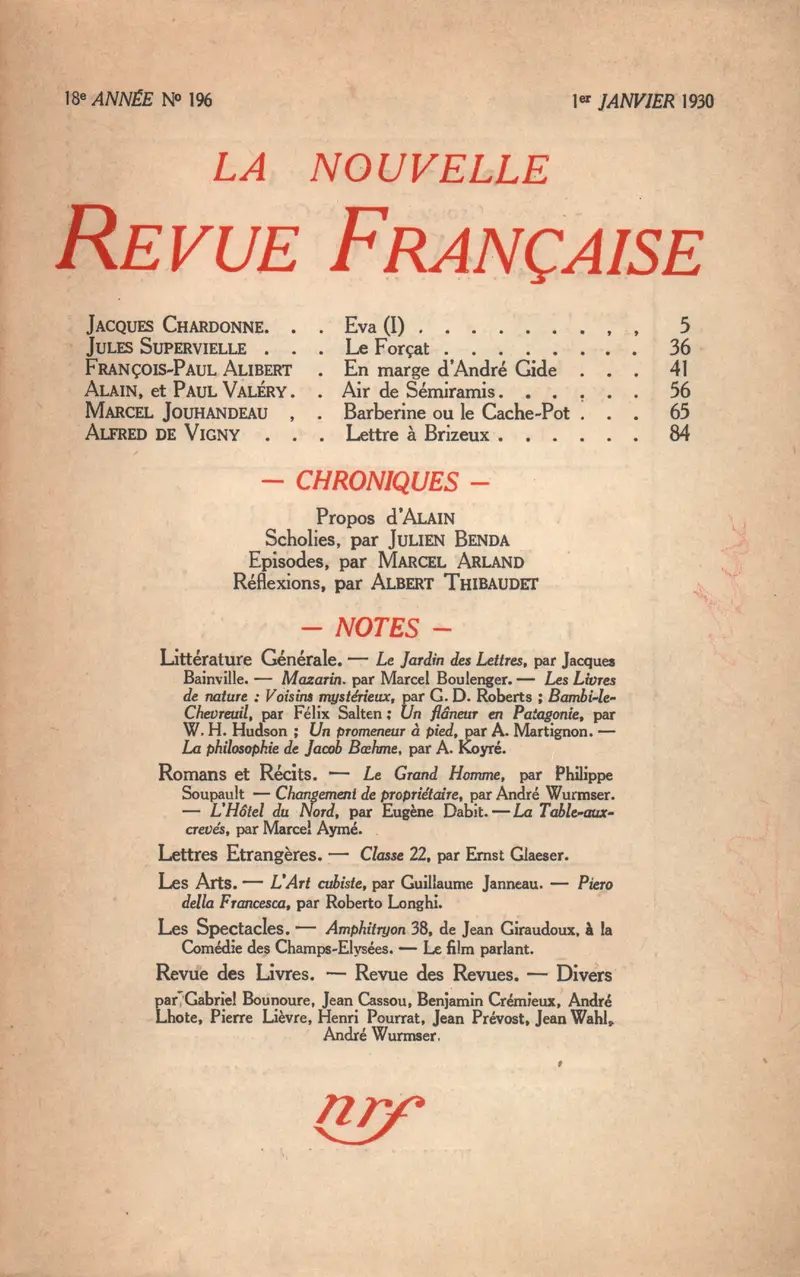 18e ANNÉE No 196
1er JANVIER 1930
LA NOUVELLE
REVUE FRANÇAISE
JACQUES CHARDONNE. . . Eva (I) . . . . . . . . , , 5
JULES SUPERVIELLE . . . Le Forçat . . . . . . . . 36
FRANÇOIS-PAUL ALIBERT . En marge d'André Gide . . . 41
ALAIN, et PAUL VALÉRY. . Air de Sémiramis. . . . . . 56
MARCEL JOUHANDEAU , . Barberine ou le Cache-Pot . . . 65
ALFRED DE VIGNY . . . Lettre à Brizeux . . . . . . 84
— CHRONIQUES —
Propos d'ALAIN
Scholies, par JULIEN BENDA
Episodes, par MARCEL ARLAND
Réflexions, par ALBERT THIBAUDET
— NOTES —
Littérature Générale. — Le Jardin des Lettres, par Jacques
Bainville. — Mazarin. par Marcel Boulenger. — Les Livres
de nature : Voisins mystérieux, par G. D. Roberts ; Bambi-le-
Chevreuil, par Félix Salten ; Un flâneur en Patagonie, par
W. H. Hudson ; Un promeneur à pied, par A. Martignon. —
La philosophie de Jacob Bœhme, par A. Koyré.
Romans et Récits. — Le Grand Homme, par Philippe
Soupault — Changement de propriétaire, par André Wurmser.
— L'Hôtel du Nord, par Eugène Dabit. — La Table-aux-
crevés, par Marcel Aymé.
Lettres Etrangères. — Classe 22, par Ernst Glaeser.
Les Arts. — L'Art cubiste, par Guillaume Janneau. — Piero
della Francesca, par Roberto Longhi.
Les Spectacles. — Amphitryon 38, de Jean Giraudoux, à la
Comédie des Champs-Elysées. — Le film parlant.
Revue des Livres. — Revue des Revues. — Divers
par Gabriel Bounoure, Jean Cassou, Benjamin Crémieux, André
Lhote, Pierre Lièvre, Henri Pourrat, Jean Prévost, Jean Wahl,
André Wurmser.
nrf